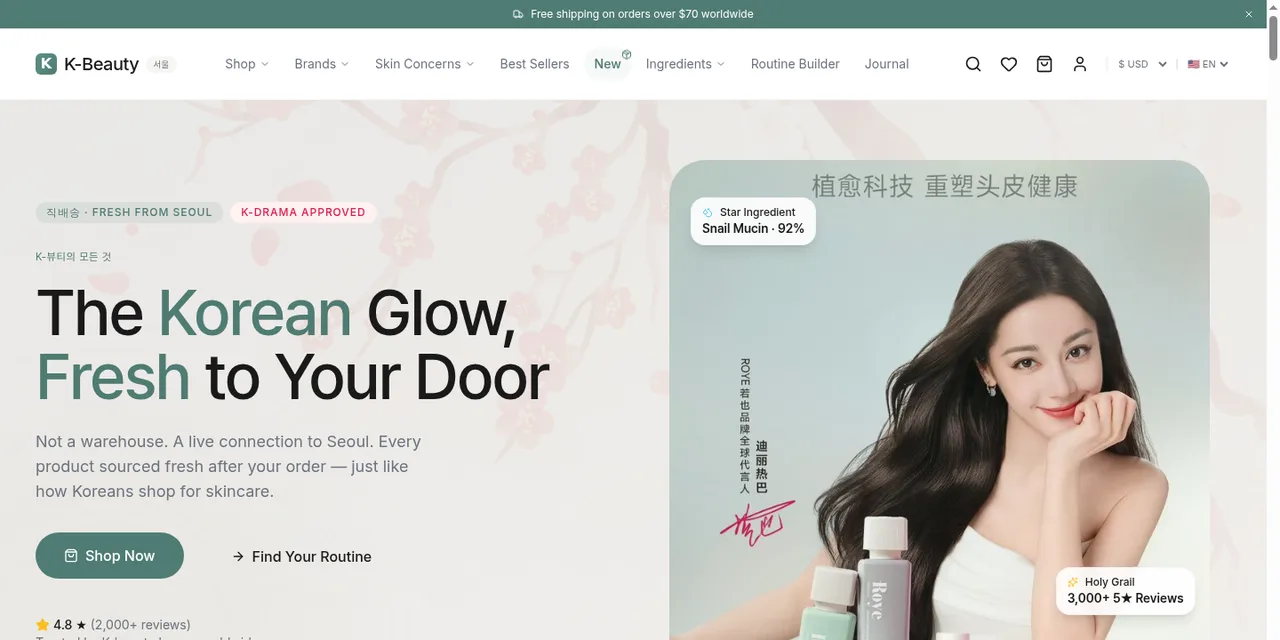 Free shipping on orders over $70 worldwide
K K-Beauty 서울
Shop
Brands
Skin Concerns
Best Sellers
New
Ingredients
Routine Builder
Journal
$ USD
🇺🇸 EN
직배송 · FRESH FROM SEOUL
K-DRAMA APPROVED
K-뷰티의 모든 것
The Korean Glow,
Fresh to Your Door
Not a warehouse. A live connection to Seoul. Every
product sourced fresh after your order — just like
how Koreans shop for skincare.
Shop Now
→ Find Your Routine
4.8 ★ (2,000+ reviews)
植愈科技 重塑头皮健康
Star Ingredient
Snail Mucin · 92%
ROYE若也品牌全球代言人
迪丽热巴
Roye
Holy Grail
3,000+ 5★ Reviews